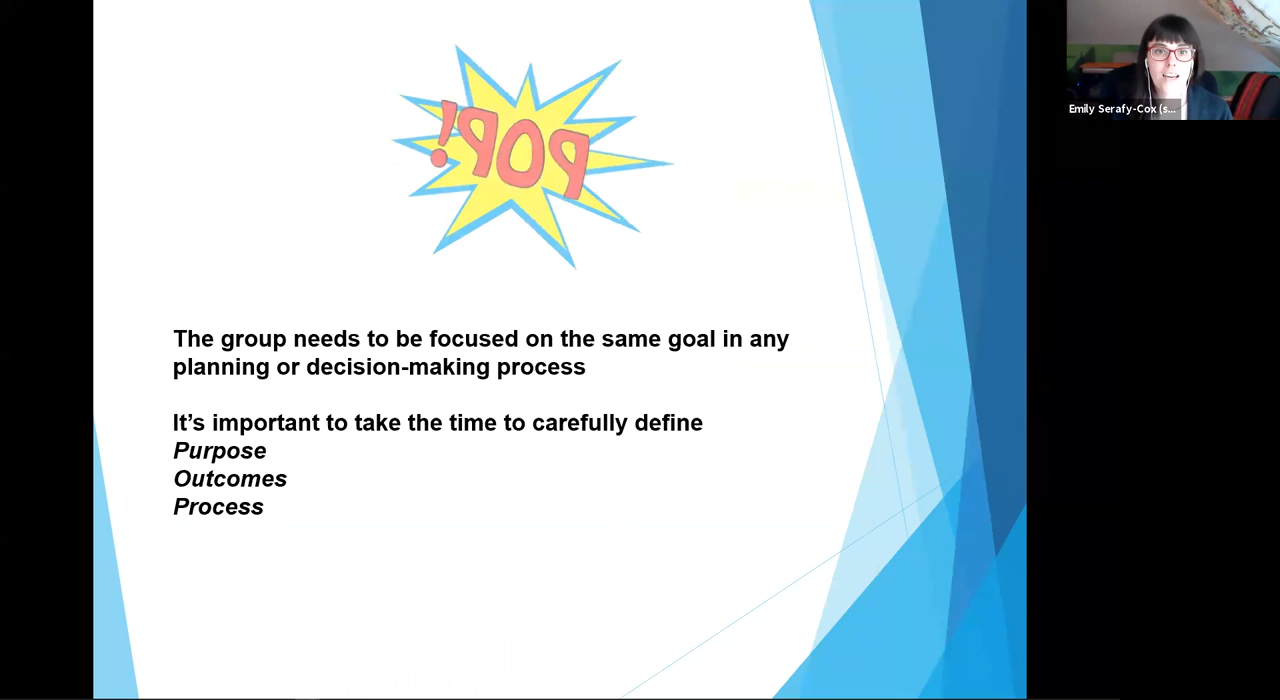 POP!
Emily Serafy-Cox (s...
The group needs to be focused on the same goal in any
planning or decision-making process
It’s important to take the time to carefully define
Purpose
Outcomes
Process